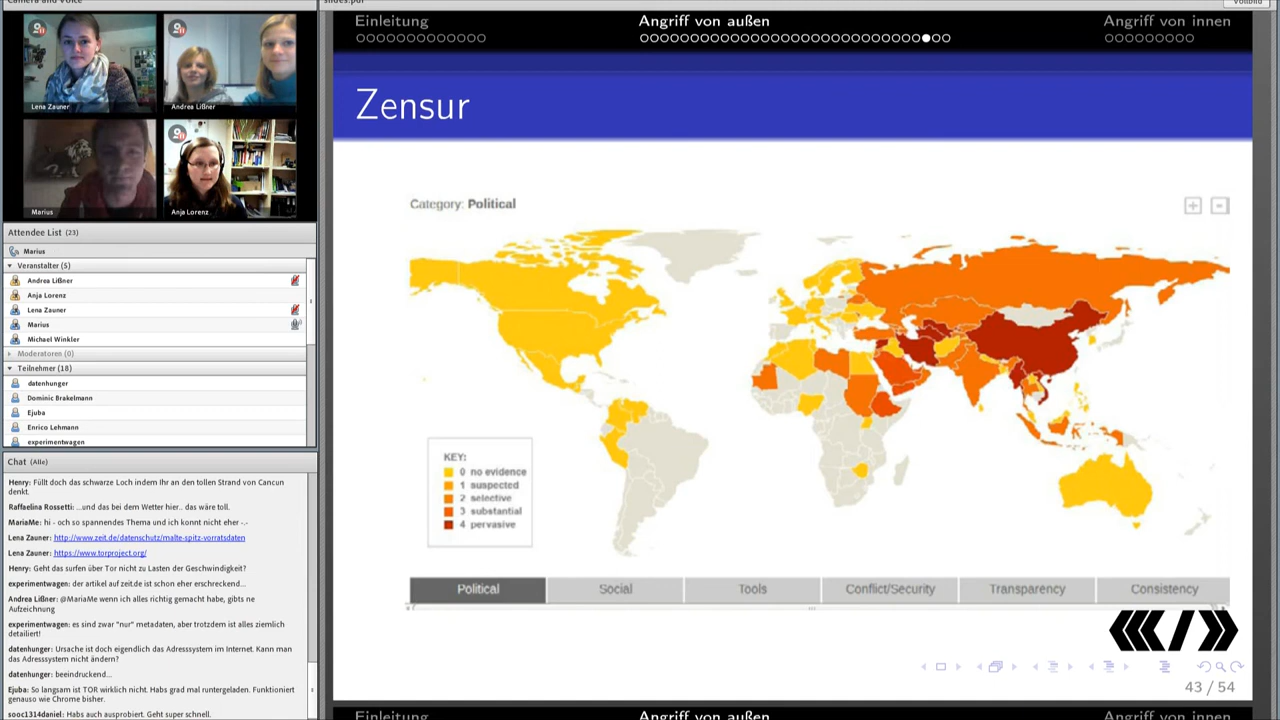 Camera and Voice
Lena Zauner
Andrea Lißner
Marius
Anja Lorenz
Attendee List (23)
Marius
Veranstalter (5)
Andrea Lißner
Anja Lorenz
Lena Zauner
Marius
Michael Winkler
Moderatoren (0)
Teilnehmer (18)
datenhunger
Dominic Brakelmann
Ejuba
Enrico Lehmann
experimentwagen
Chat (Alle)
Henry: Füllt doch das schwarze Loch indem Ihr an den tollen Strand von Cancun
denkt.
Raffaelina Rossetti: ...und das bei dem Wetter hier.. das wäre toll.
MariaMe: hi - och so spannendes Thema und ich konnt nicht eher -.-
Lena Zauner: http://www.zeit.de/datenschutz/malte-spitz-vorratsdaten
Lena Zauner: https://www.torproject.org/
Henry: Geht das surfen über Tor nicht zu Lasten der Geschwindigkeit?
experimentwagen: der artikel auf zeit.de ist schon eher erschreckend...
Andrea Lißner: @MariaMe wenn ich alles richtig gemacht habe, gibts ne
Aufzeichnung
experimentwagen: es sind zwar "nur" metadaten, aber trotzdem ist alles ziemlich
detailiert!
datenhunger: Ursache ist doch eigendlich das Adresssystem im Internet. Kann man
das Adresssystem nicht ändern?
datenhunger: beeindruckend...
Ejuba: So langsam ist TOR wirklich nicht. Habs grad mal runtergeladen. Funktioniert
genauso wie Chrome bisher.
sooc1314daniel: Habs auch ausprobiert. Geht super schnell.
slides.pdf
Vollbild
Einleitung
Angriff von außen
Angriff von innen
Zensur
Category: Political
KEY:
0 no evidence
1 suspected
2 selective
3 substantial
4 pervasive
Political
Social
Tools
Conflict/Security
Transparency
Consistency
43 / 54
Einleitung
Angriff von außen
Angriff von innen